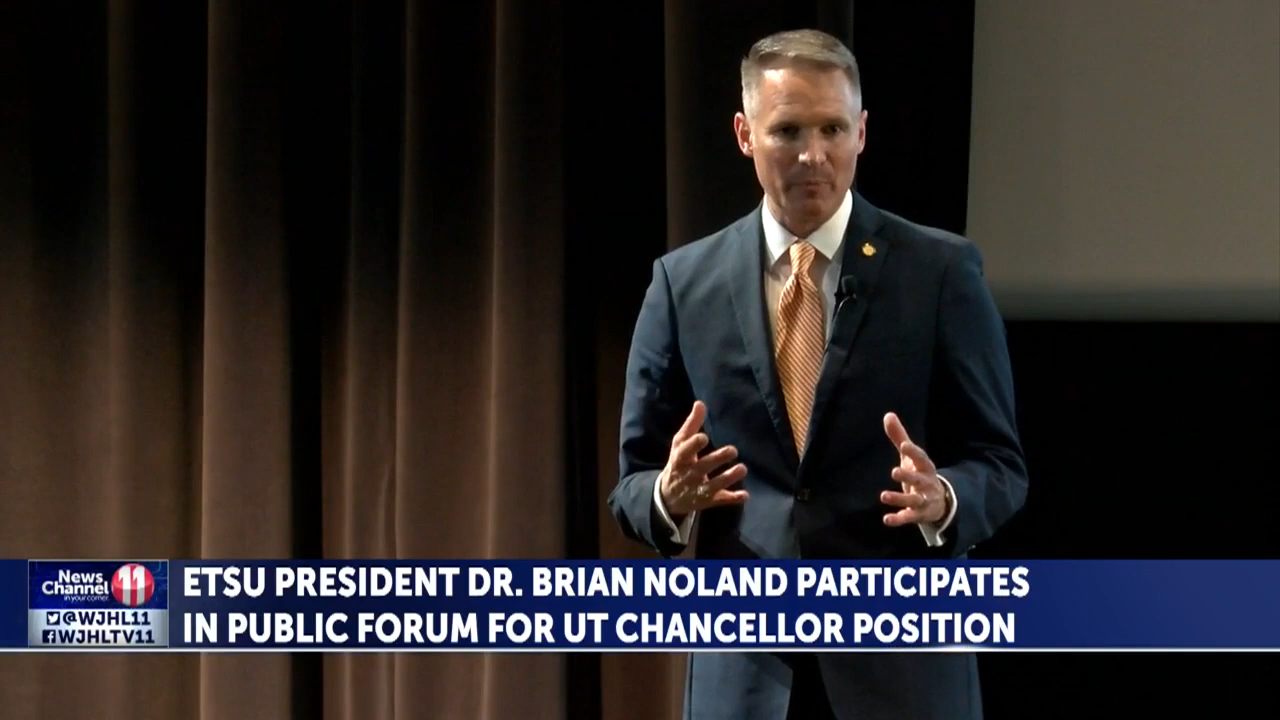 News
Channel
11
in your corner.
@WJHL11
WJHLTV11
ETSU PRESIDENT DR. BRIAN NOLAND PARTICIPATES
IN PUBLIC FORUM FOR UT CHANCELLOR POSITION